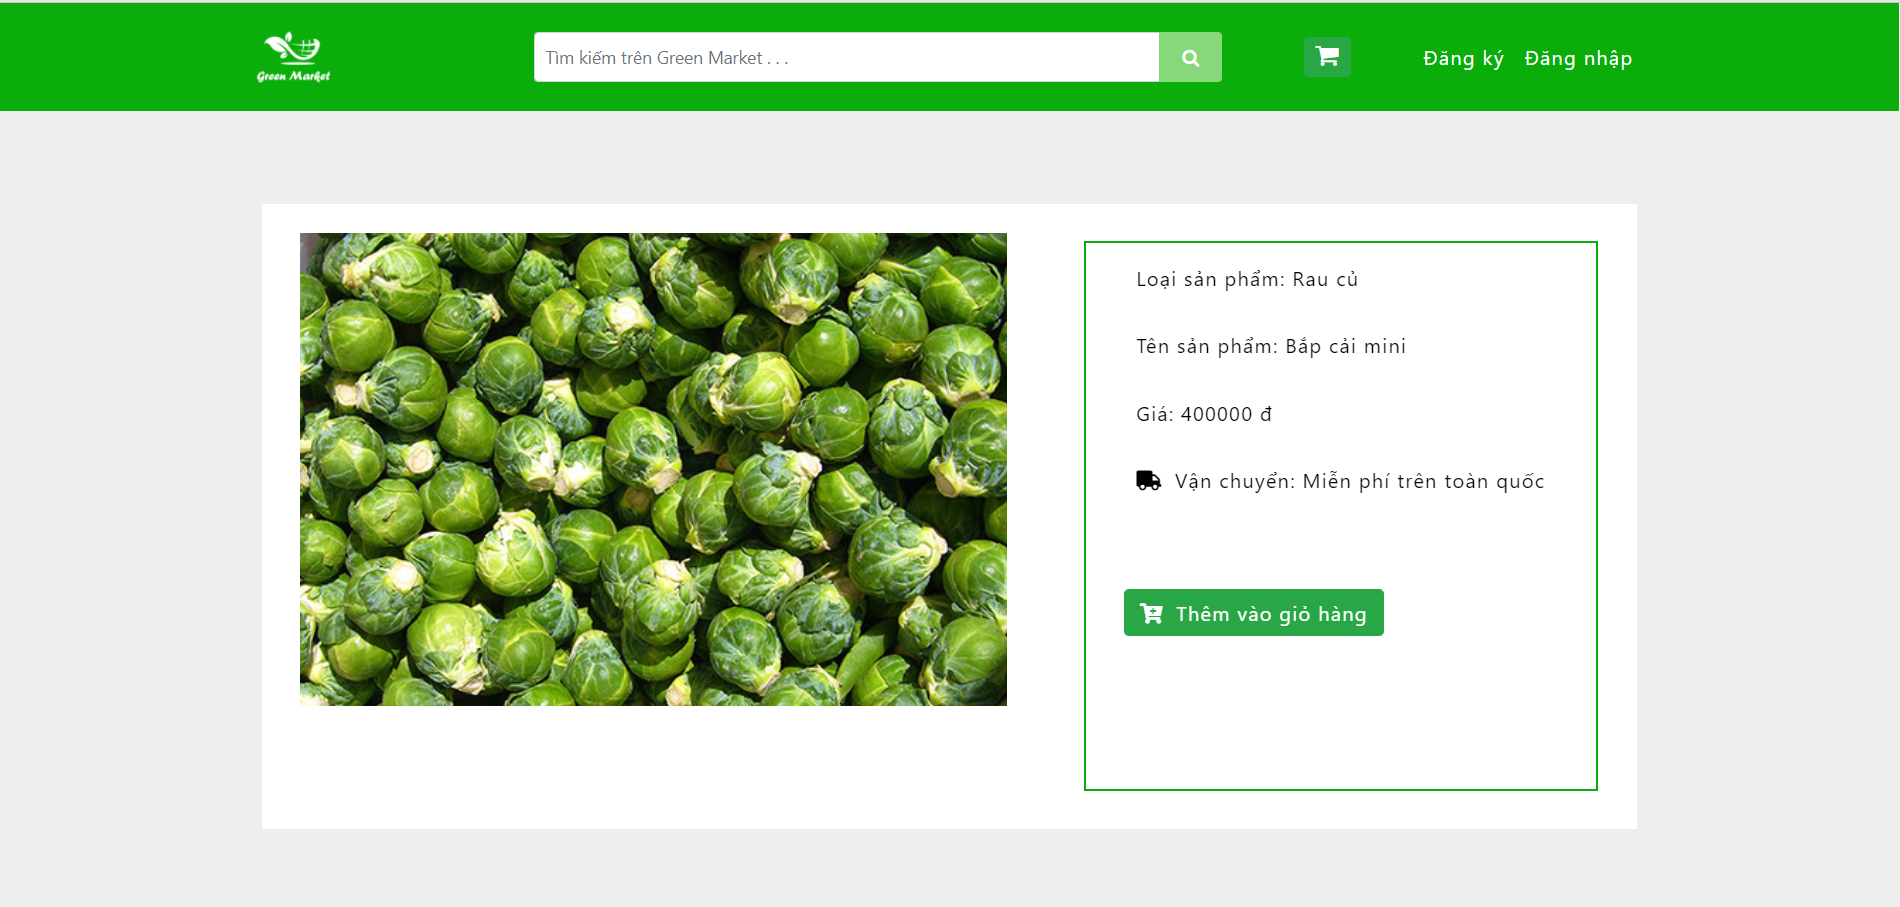 Green Market
Tìm kiếm trên Green Market . . .
Đăng ký Đăng nhập
Loại sản phẩm: Rau củ
Tên sản phẩm: Bắp cải mini
Giá: 400000 đ
Vận chuyển: Miễn phí trên toàn quốc
Thêm vào giỏ hàng